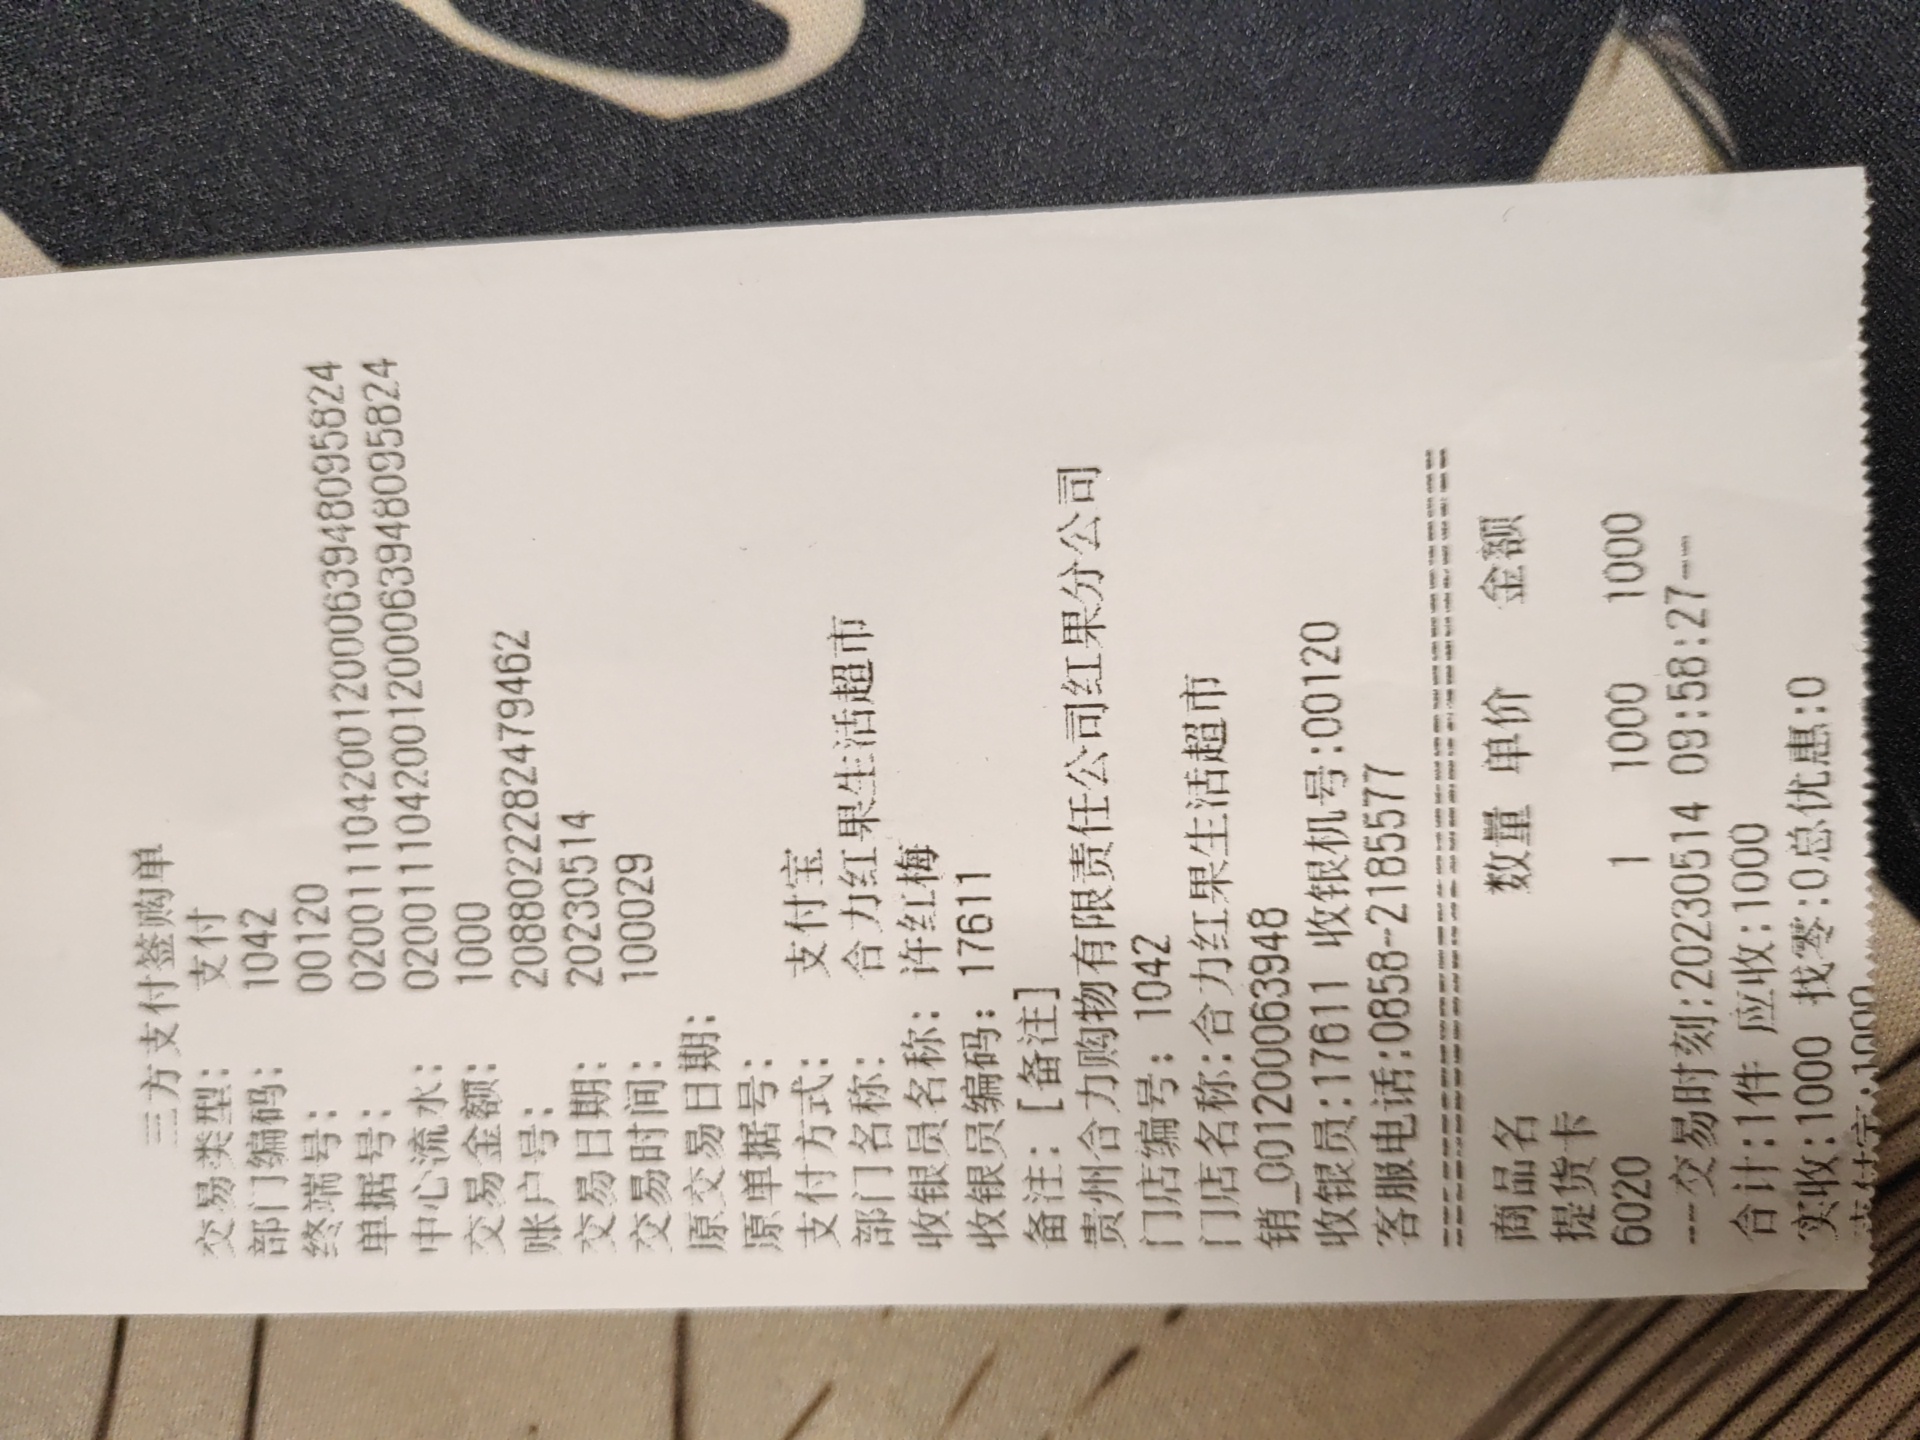 三方支付签购单
交易类型: 支付
部门编码: 1042
终端号: 00120
单据号: 020011104200120006394809​5824
中心流水: 0200111042001200063948095824
交易金额: 1000
账户号: 2088022282479462
交易日期: 20230514
交易时间: 1000029
原交易日期:
原单据号:
支付方式: 支付宝
部门名称: 合力红果生活超市
收银员名称: 许红梅
收银员编码: 17611
备注: [备注]
贵州合力购物有限责任公司红果分公司
门店编号: 1042
门店名称:合力红果生活超市
销_001200063948
收银员:17611 收银机号:00120
客服电话:0858-2185577
商品名 数量 单价 金额
提货卡
6020 1 1000 1000
---交易时刻:20230514 09:58:27—
合计:1件 应收:1000
实收:1000 找零:0总优惠:0